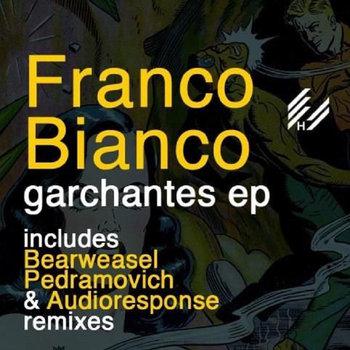 Franco
Bianco
garchantes ep
includes
Bearweasel
Pedramovich
& Audioresponse
remixes
H